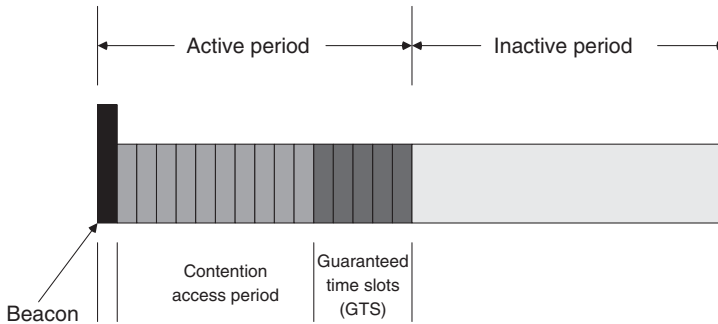 Active period
Inactive period
Contention
access period
Guaranteed
time slots
(GTS)
Beacon